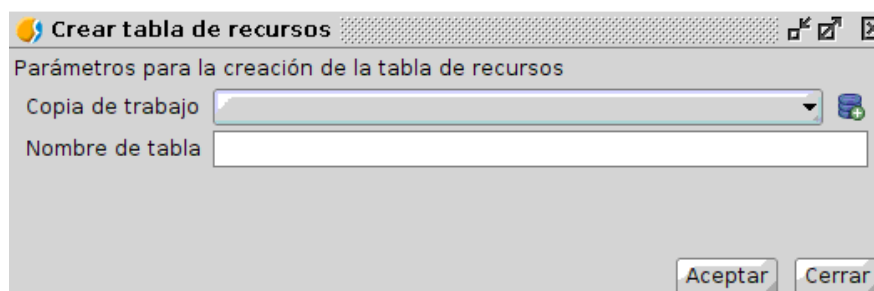 Crear tabla de recursos
Parámetros para la creación de la tabla de recursos
Copia de trabajo
Nombre de tabla
Aceptar Cerrar